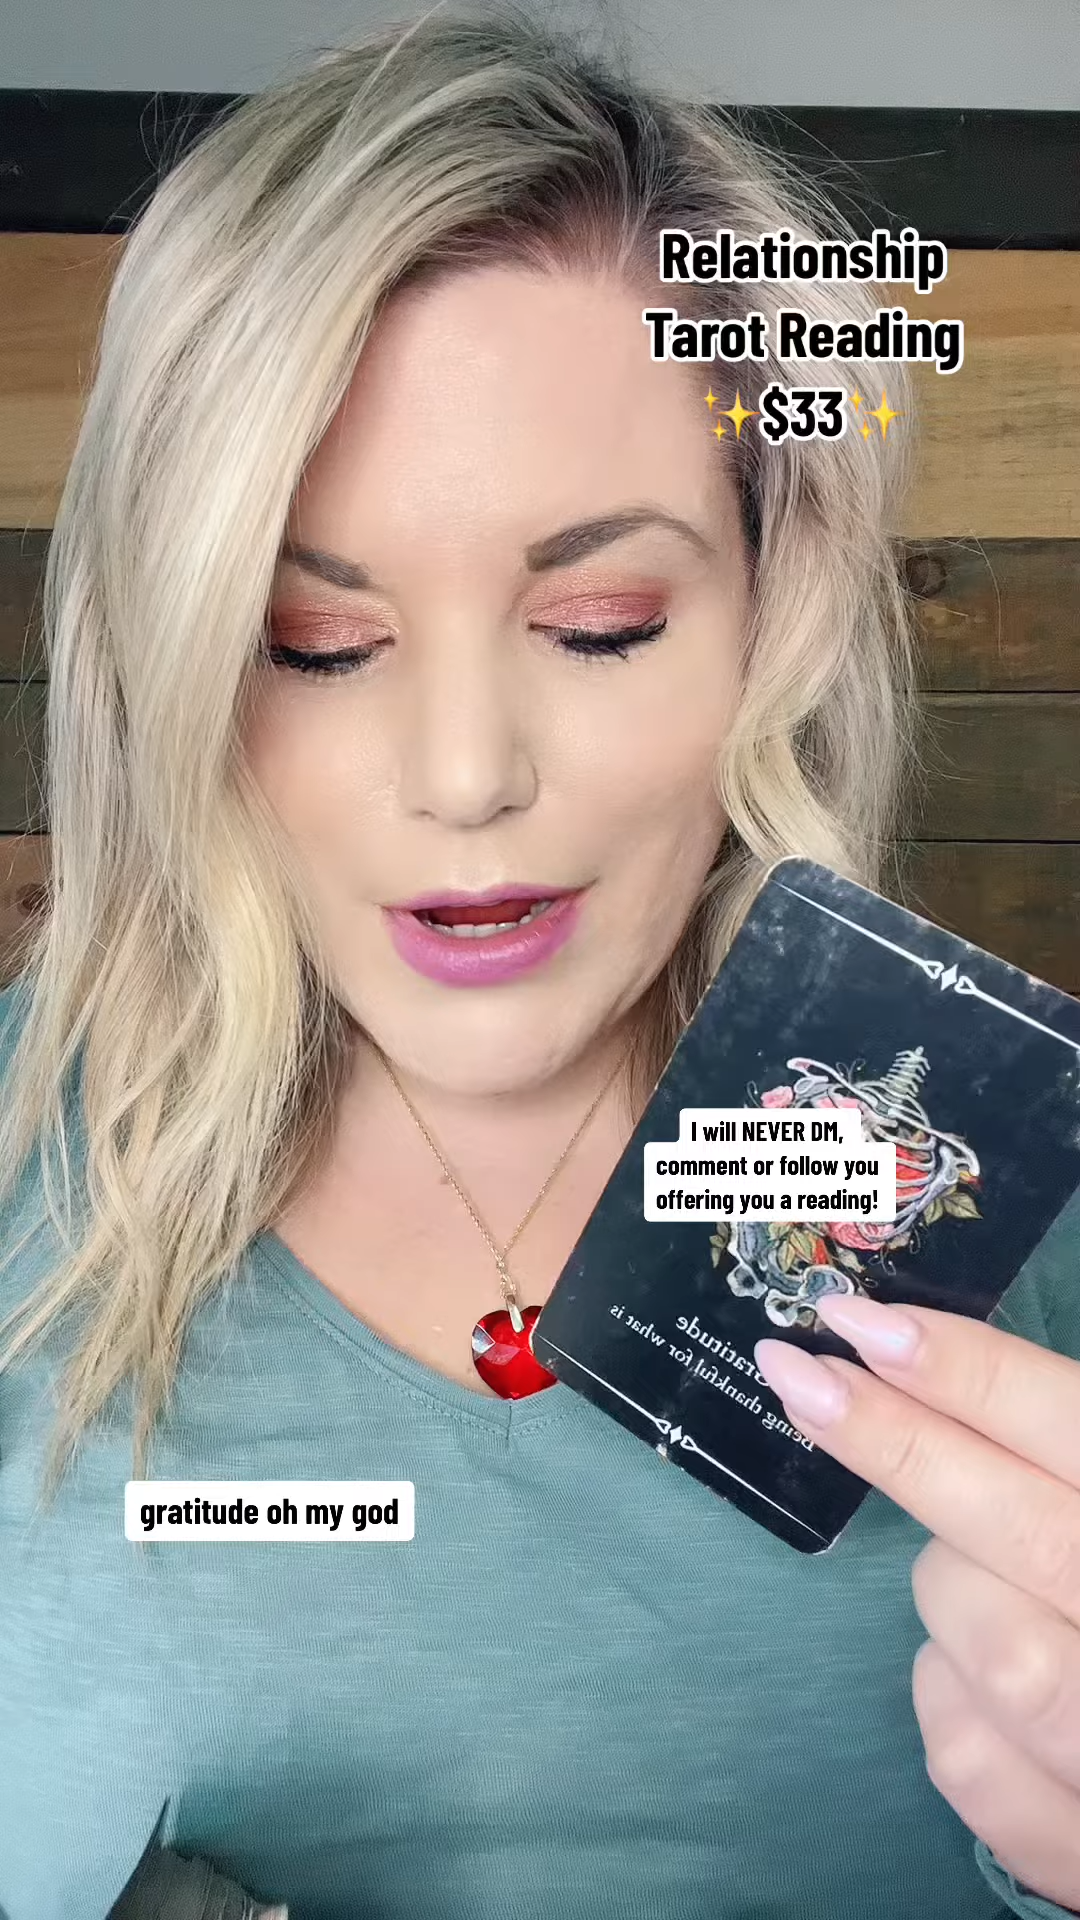 Relationship
Tarot Reading
✨$33✨
I will NEVER DM,
comment or follow you
offering you a reading!
Gratitude
Being thankful for what is
gratitude oh my god